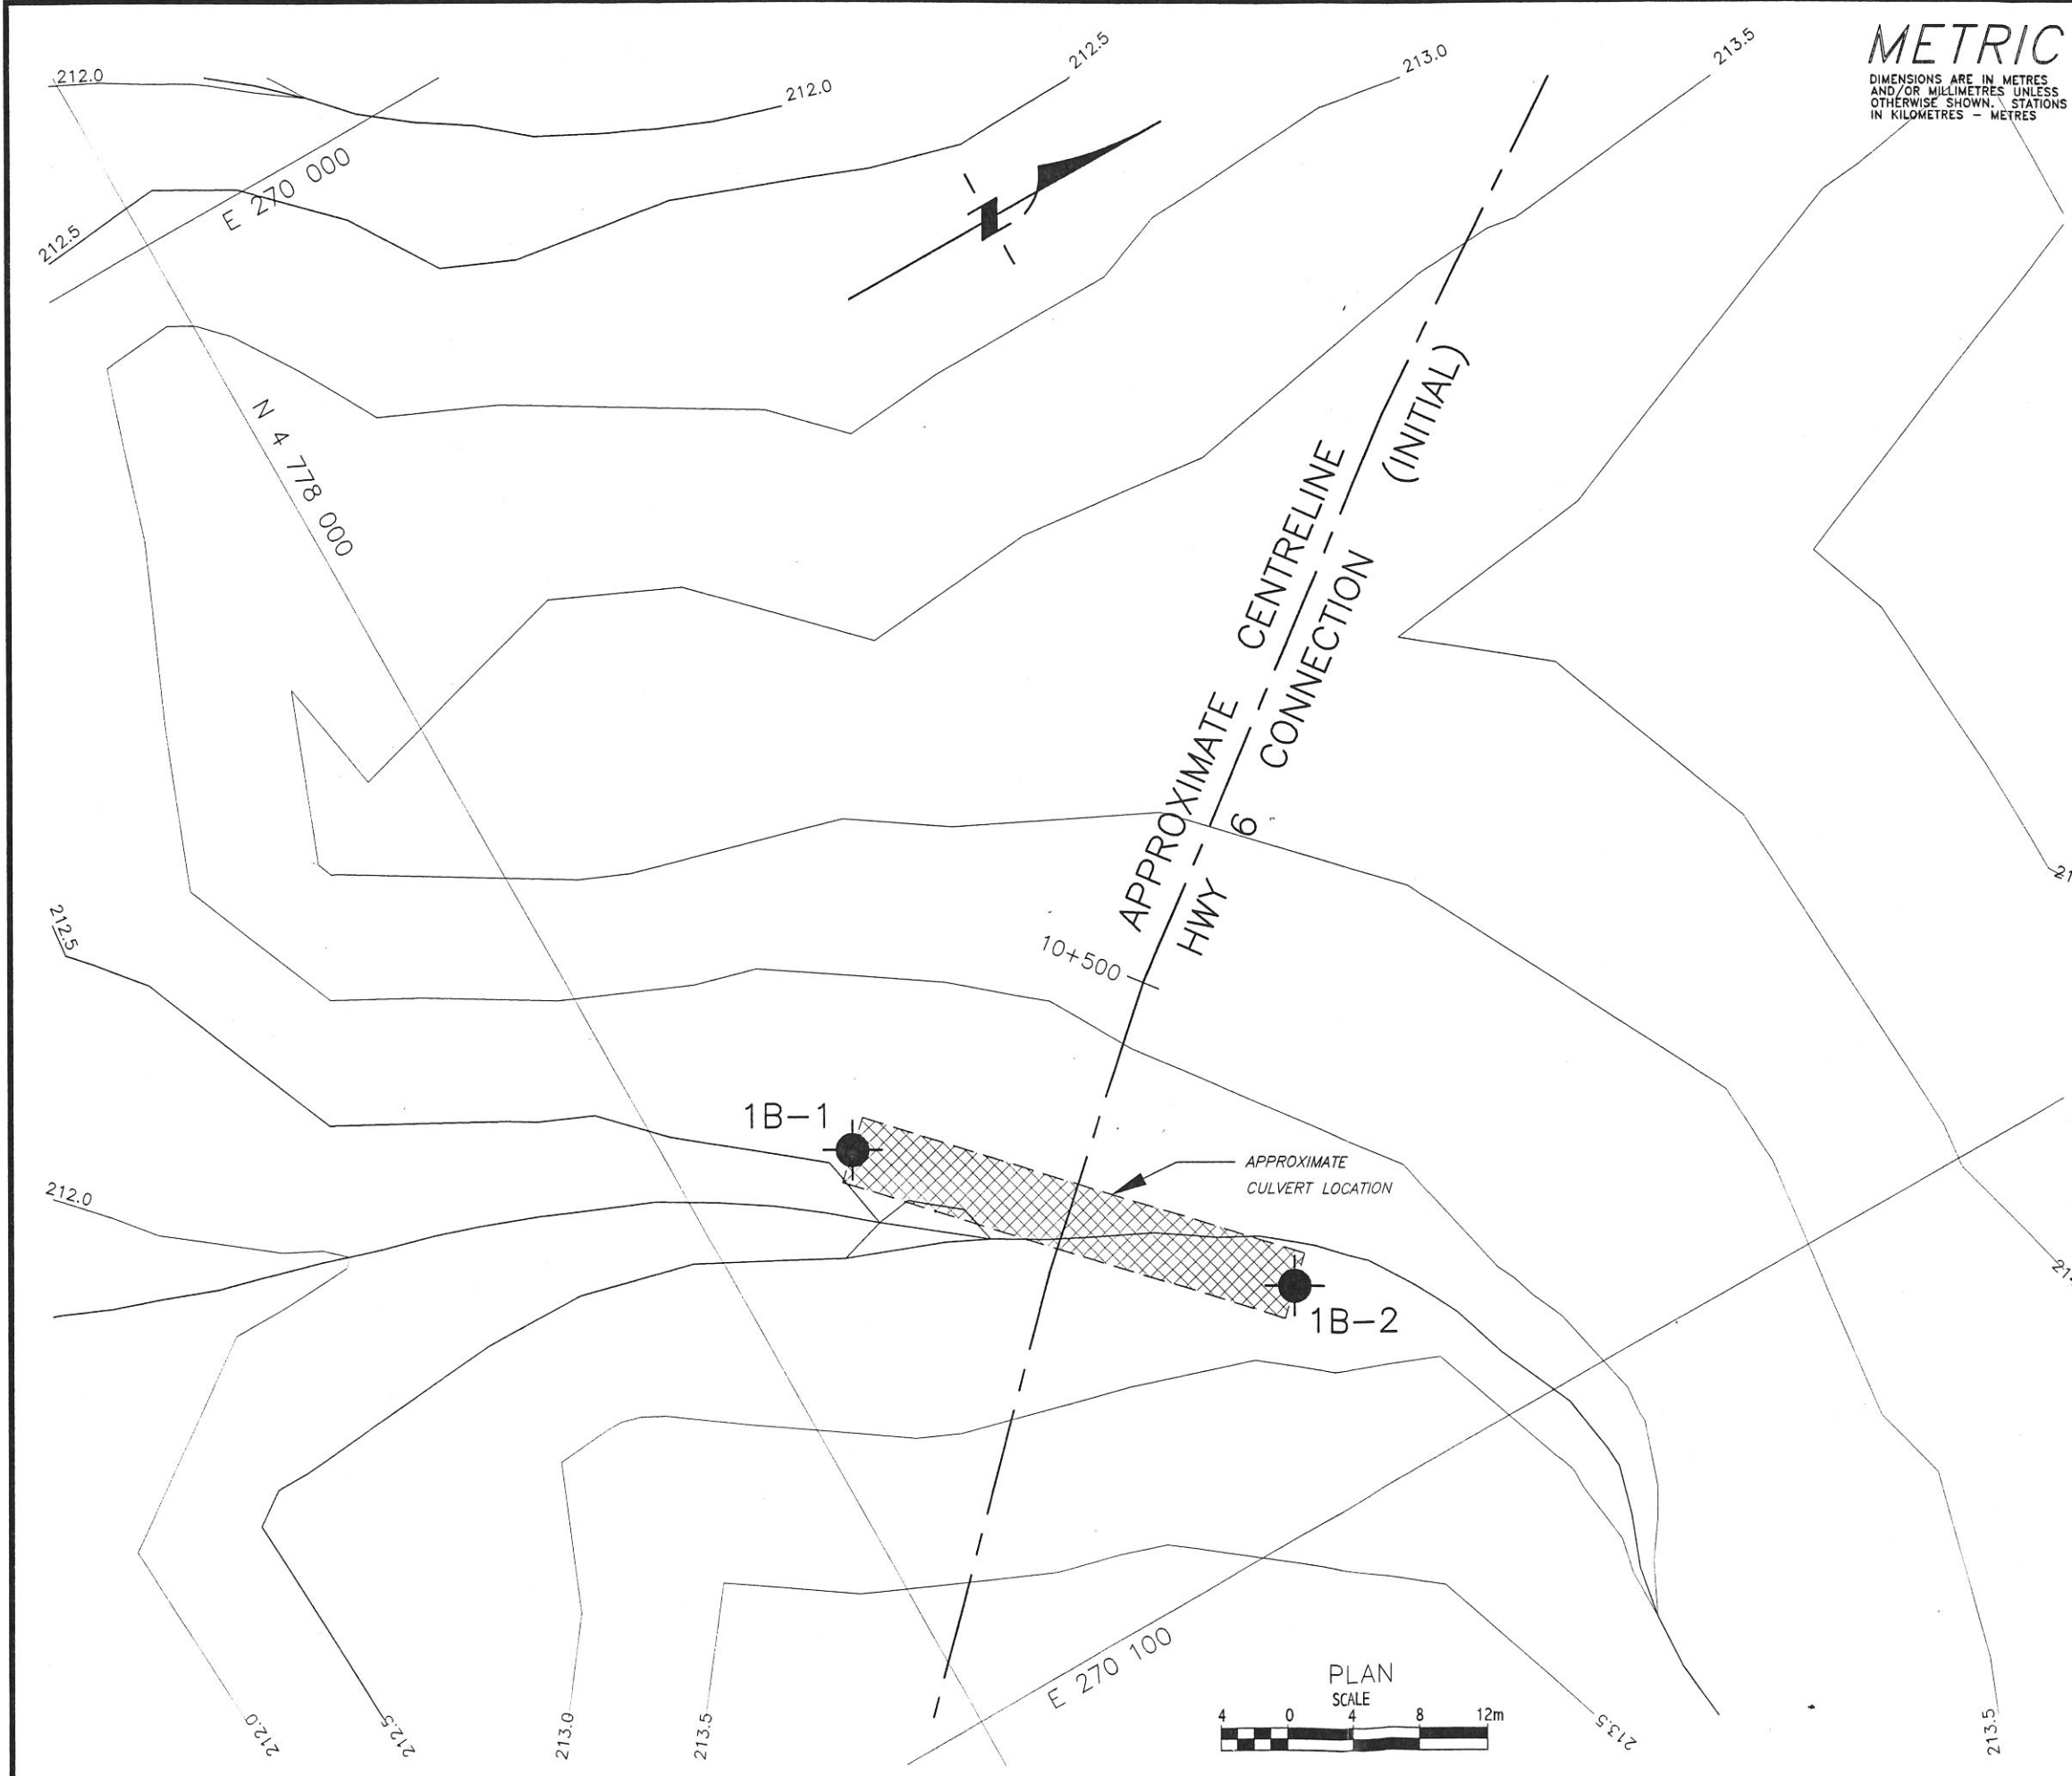 METRIC
DIMENSIONS ARE IN METRES
AND/OR MILLIMETRES UNLESS
OTHERWISE SHOWN. STATIONS
IN KILOMETRES - METRES
212.0
212.0
212.5
213.0
213.5
E 270 000
212.5
N
N 4 778 000
APPROXIMATE CENTRELINE
HWY 6 CONNECTION (INITIAL)
10+500
212.5
1B-1
APPROXIMATE
CULVERT LOCATION
212.0
1B-2
E 270 100
PLAN
SCALE
4 0 4 8 12m
212.0
212.5
213.0
213.5
213.5
213.5